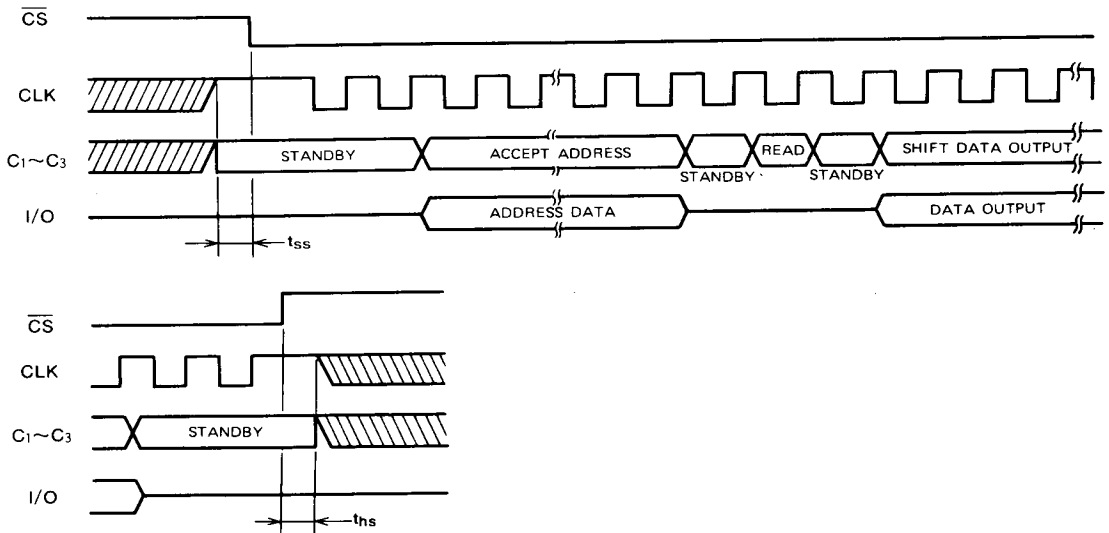 CS
CLK
C₁~C₃ STANDBY ACCEPT ADDRESS STANDBY READ STANDBY SHIFT DATA OUTPUT
I/O ADDRESS DATA DATA OUTPUT
tss
CS
CLK
C₁~C₃ STANDBY
I/O
ths